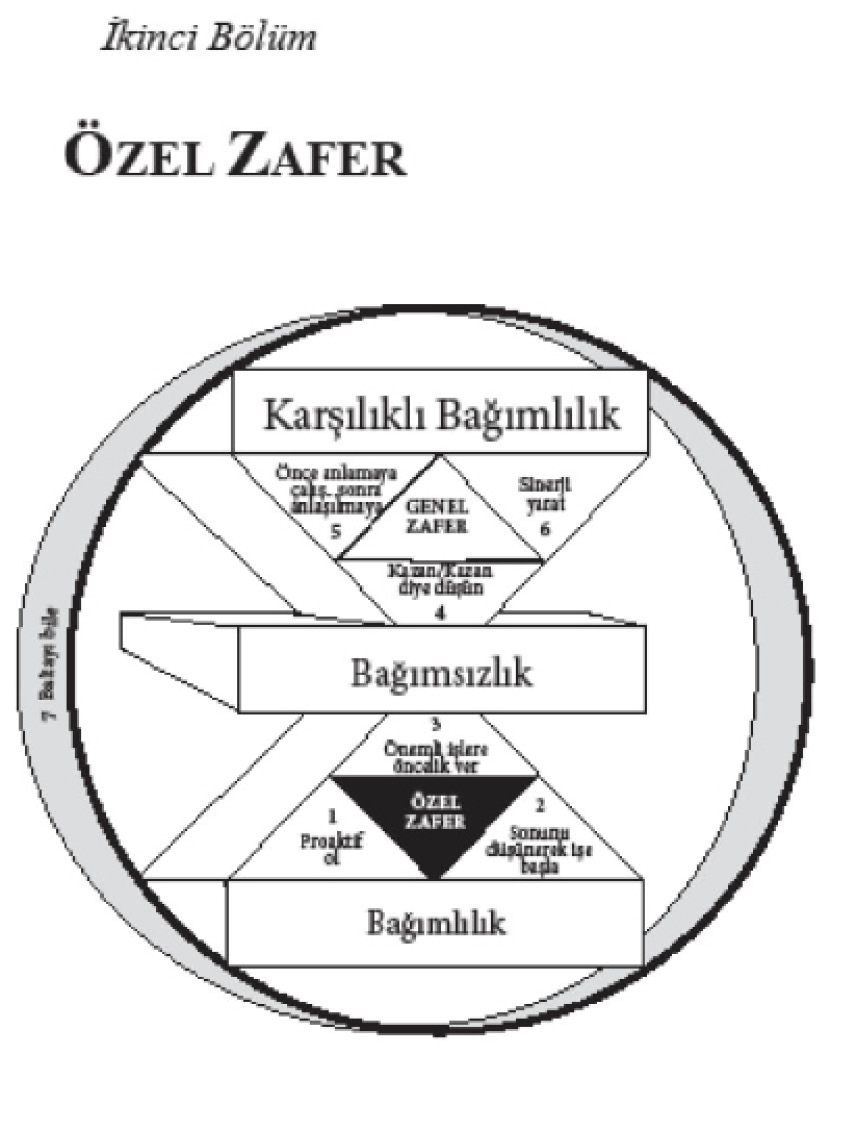 İkinci Bölüm
ÖZEL ZAFER
Karşılıklı Bağımlılık
Önce anlamaya
çalış...sonra
anlaşılmaya
5
GENEL
ZAFER
Sinerji
yarat
6
Kazan/Kazan
diye düşün
4
7 Baltayı bile
Bağımsızlık
3
Önemli işlere
öncelik ver
1
Proaktif
ol
ÖZEL
ZAFER
2
Sonunu
düşünerek işe
başla
Bağımlılık